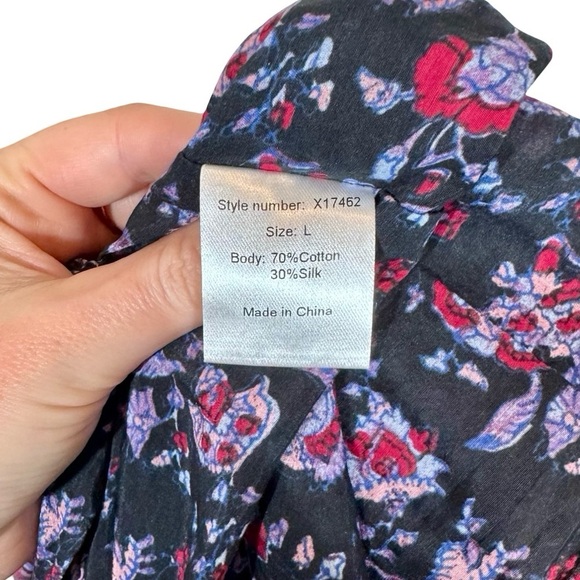 Style number: X17462
Size: L
Body: 70%Cotton
30%Silk
Made in China